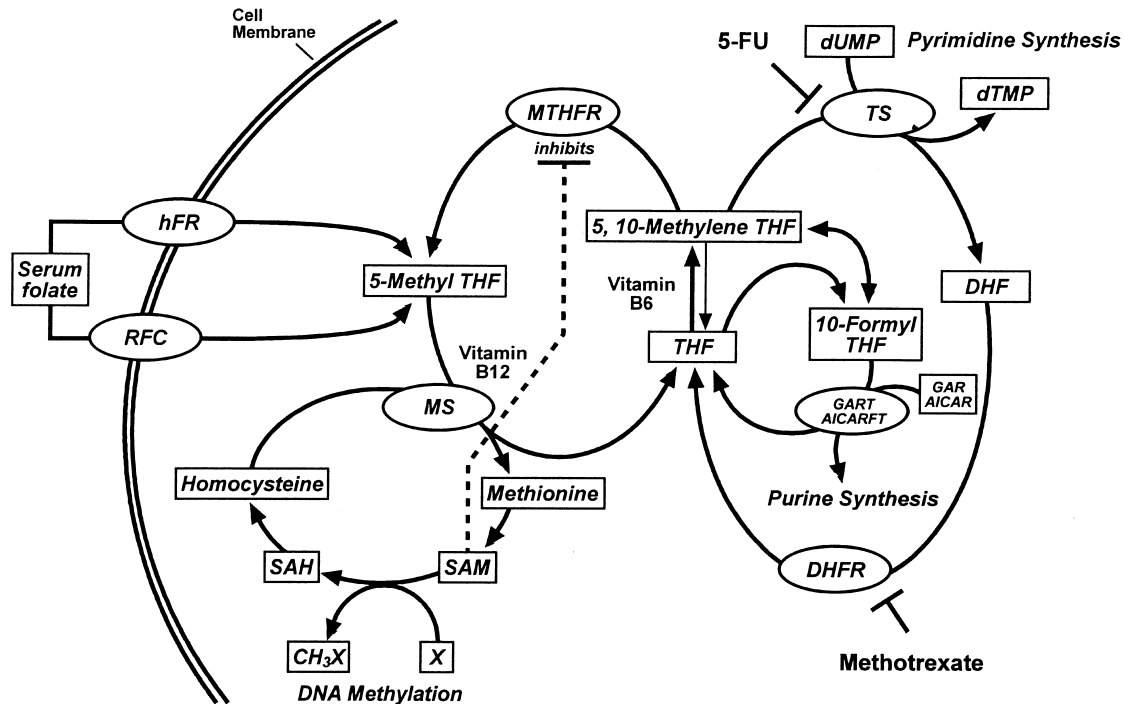 Cell
Membrane
5-FU
dUMP
Pyrimidine Synthesis
dTMP
TS
MTHFR
inhibits
hFR
5, 10-Methylene THF
Serum
folate
5-Methyl THF
Vitamin
B6
DHF
RFC
10-Formyl
THF
THF
Vitamin
B12
GAR
AICAR
MS
GART
AICARFT
Homocysteine
Methionine
Purine Synthesis
SAH
SAM
DHFR
CH₃X
X
Methotrexate
DNA Methylation